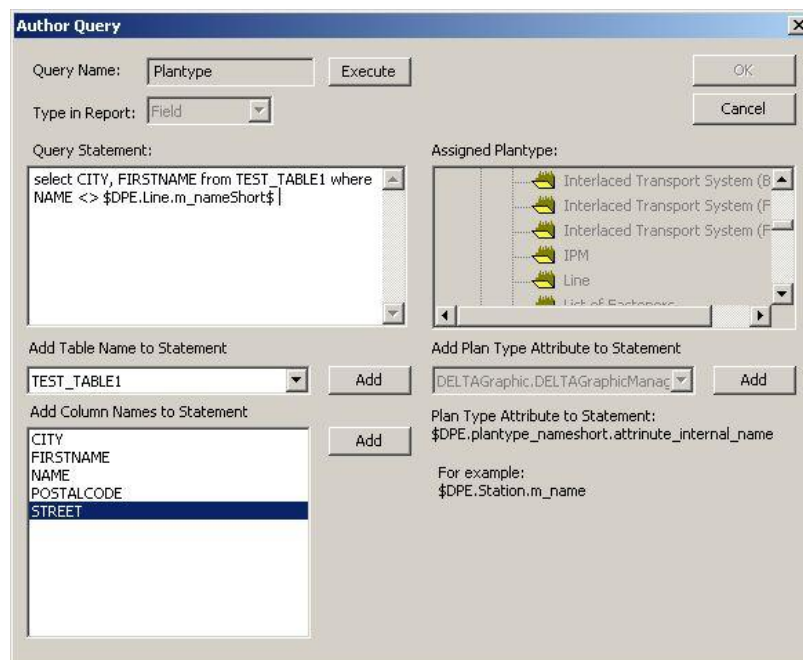 Author Query
Query Name: Plantype Execute OK
Type in Report: Field Cancel
Query Statement: Assigned Plantype:
select CITY, FIRSTNAME from TEST_TABLE1 where
NAME <> $DPE.Line.m_nameShort$
Interlaced Transport System (B
Interlaced Transport System (F
Interlaced Transport System (F
IPM
Line
List of Fasteners
Add Table Name to Statement Add Plan Type Attribute to Statement
TEST_TABLE1 Add DELTAGraphic.DELTAGraphicManag Add
Add Column Names to Statement Plan Type Attribute to Statement:
Add $DPE.plantype_nameshort.attrinute_internal_name
CITY
FIRSTNAME
NAME
POSTALCODE
STREET
For example:
$DPE.Station.m_name